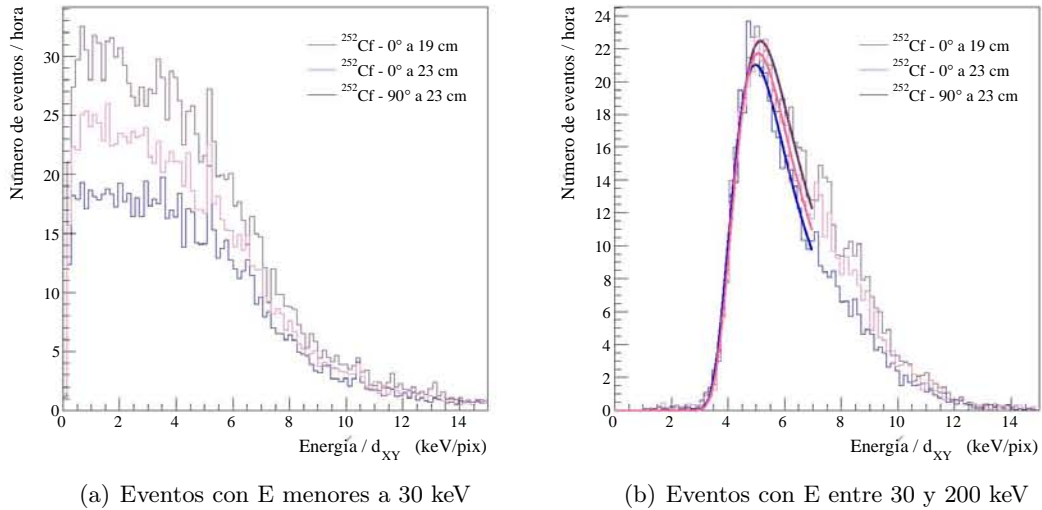 Número de eventos / hora
30
25
20
15
10
5
0
0 2 4 6 8 10 12 14
Energía / d_XY (keV/pix)
²⁵²Cf - 0° a 19 cm
²⁵²Cf - 0° a 23 cm
²⁵²Cf - 90° a 23 cm
(a) Eventos con E menores a 30 keV
Número de eventos / hora
24
22
20
18
16
14
12
10
8
6
4
2
0
0 2 4 6 8 10 12 14
Energía / d_XY (keV/pix)
²⁵²Cf - 0° a 19 cm
²⁵²Cf - 0° a 23 cm
²⁵²Cf - 90° a 23 cm
(b) Eventos con E entre 30 y 200 keV